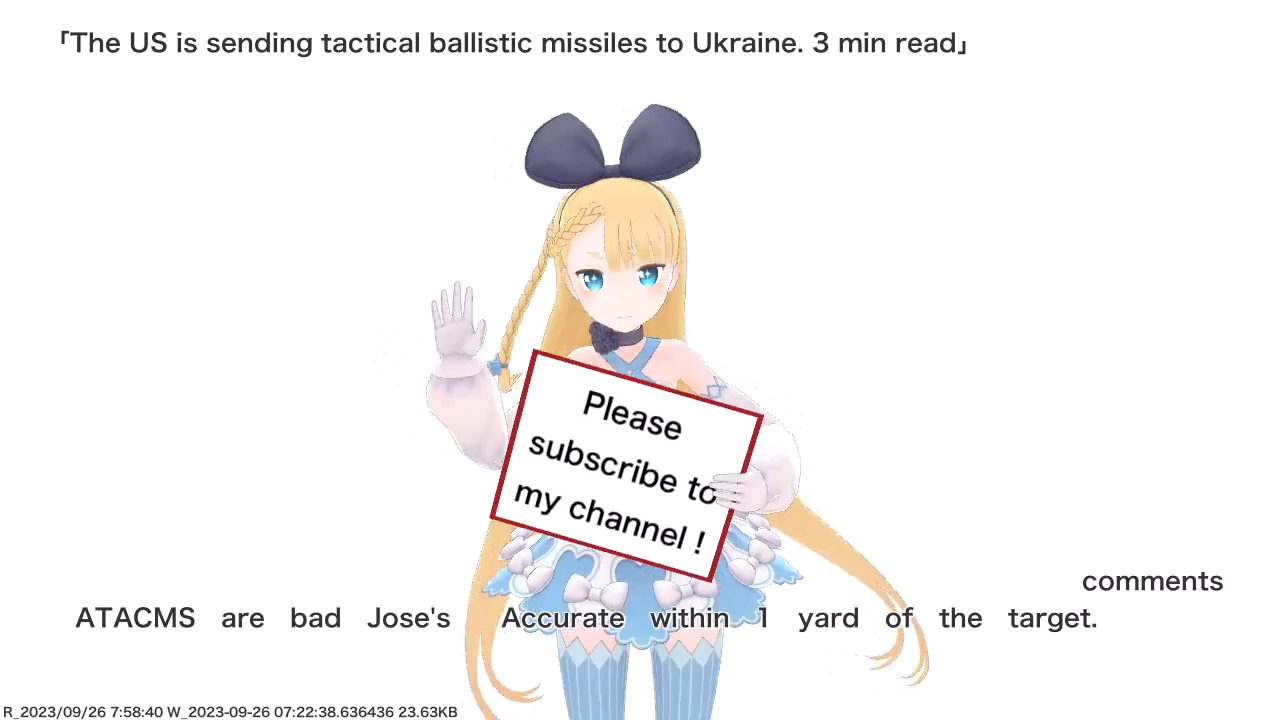 「The US is sending tactical ballistic missiles to Ukraine. 3 min read」
Please
subscribe to
my channel !
comments
ATACMS are bad Jose's Accurate within 1 yard of the target.
R_2023/09/26 7:58:40 W_2023-09-26 07:22:38.636436 23.63KB